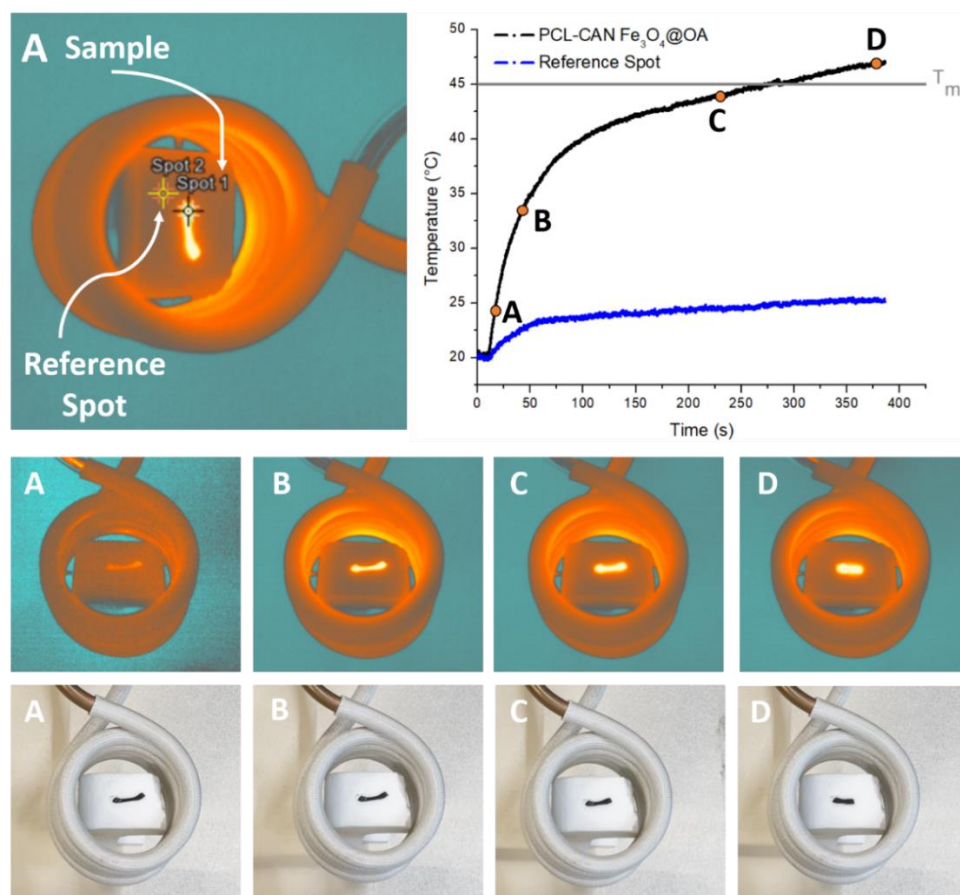 A
Sample
Spot 2
Spot 1
Reference
Spot
PCL-CAN Fe₃O₄@OA
Reference Spot
50
45
40
35
30
25
20
Temperature (°C)
0
50
100
150
200
250
300
350
400
Time (s)
Tₘ
A
B
C
D
A
B
C
D
A
B
C
D